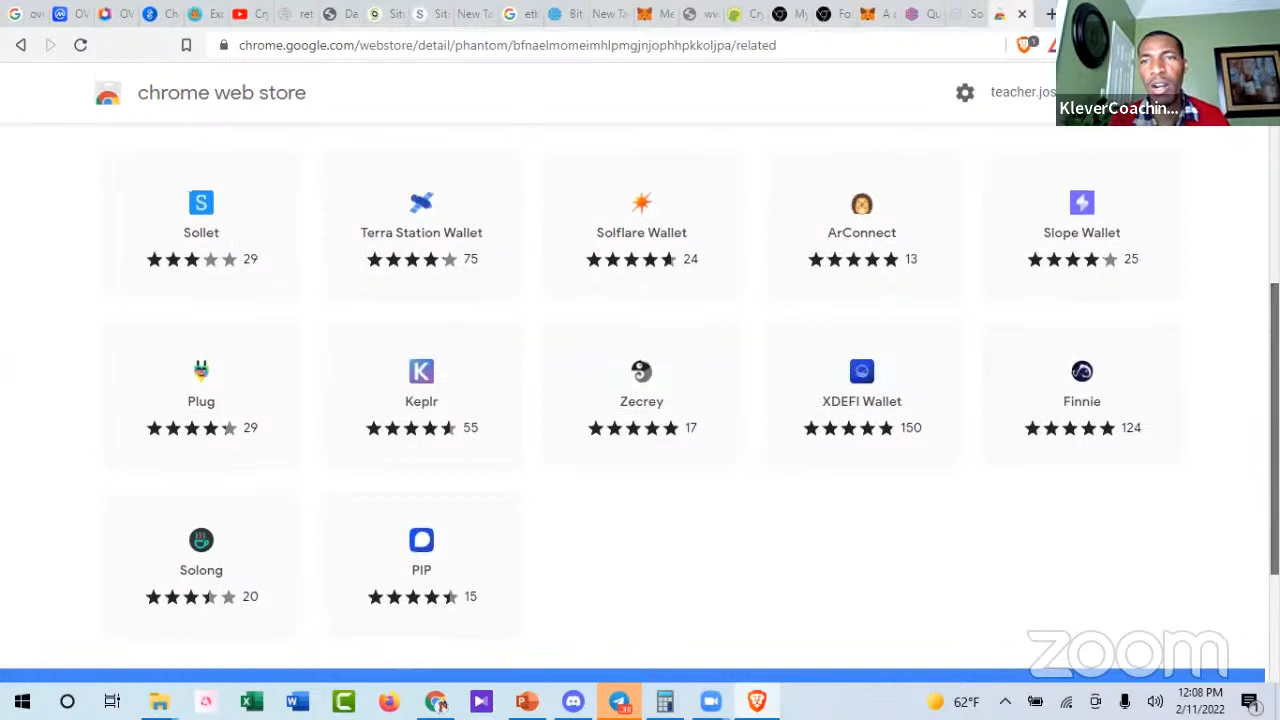 chrome.google.com/webstore/detail/phantom/bfnaelmomeimhlpmgjnjophhpkkoljpa/related
chrome web store
teacher.jos
KleverCoachin...
Sollet
29
Terra Station Wallet
75
Solflare Wallet
24
ArConnect
13
Slope Wallet
25
Plug
29
Keplr
55
Zecrey
17
XDEFI Wallet
150
Finnie
124
Solong
20
PIP
15
zoom
62°F
12:08 PM
2/11/2022